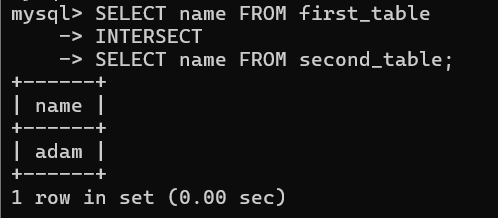 mysql> SELECT name FROM first_table
    -> INTERSECT
    -> SELECT name FROM second_table;
+------+
| name |
+------+
| adam |
+------+
1 row in set (0.00 sec)